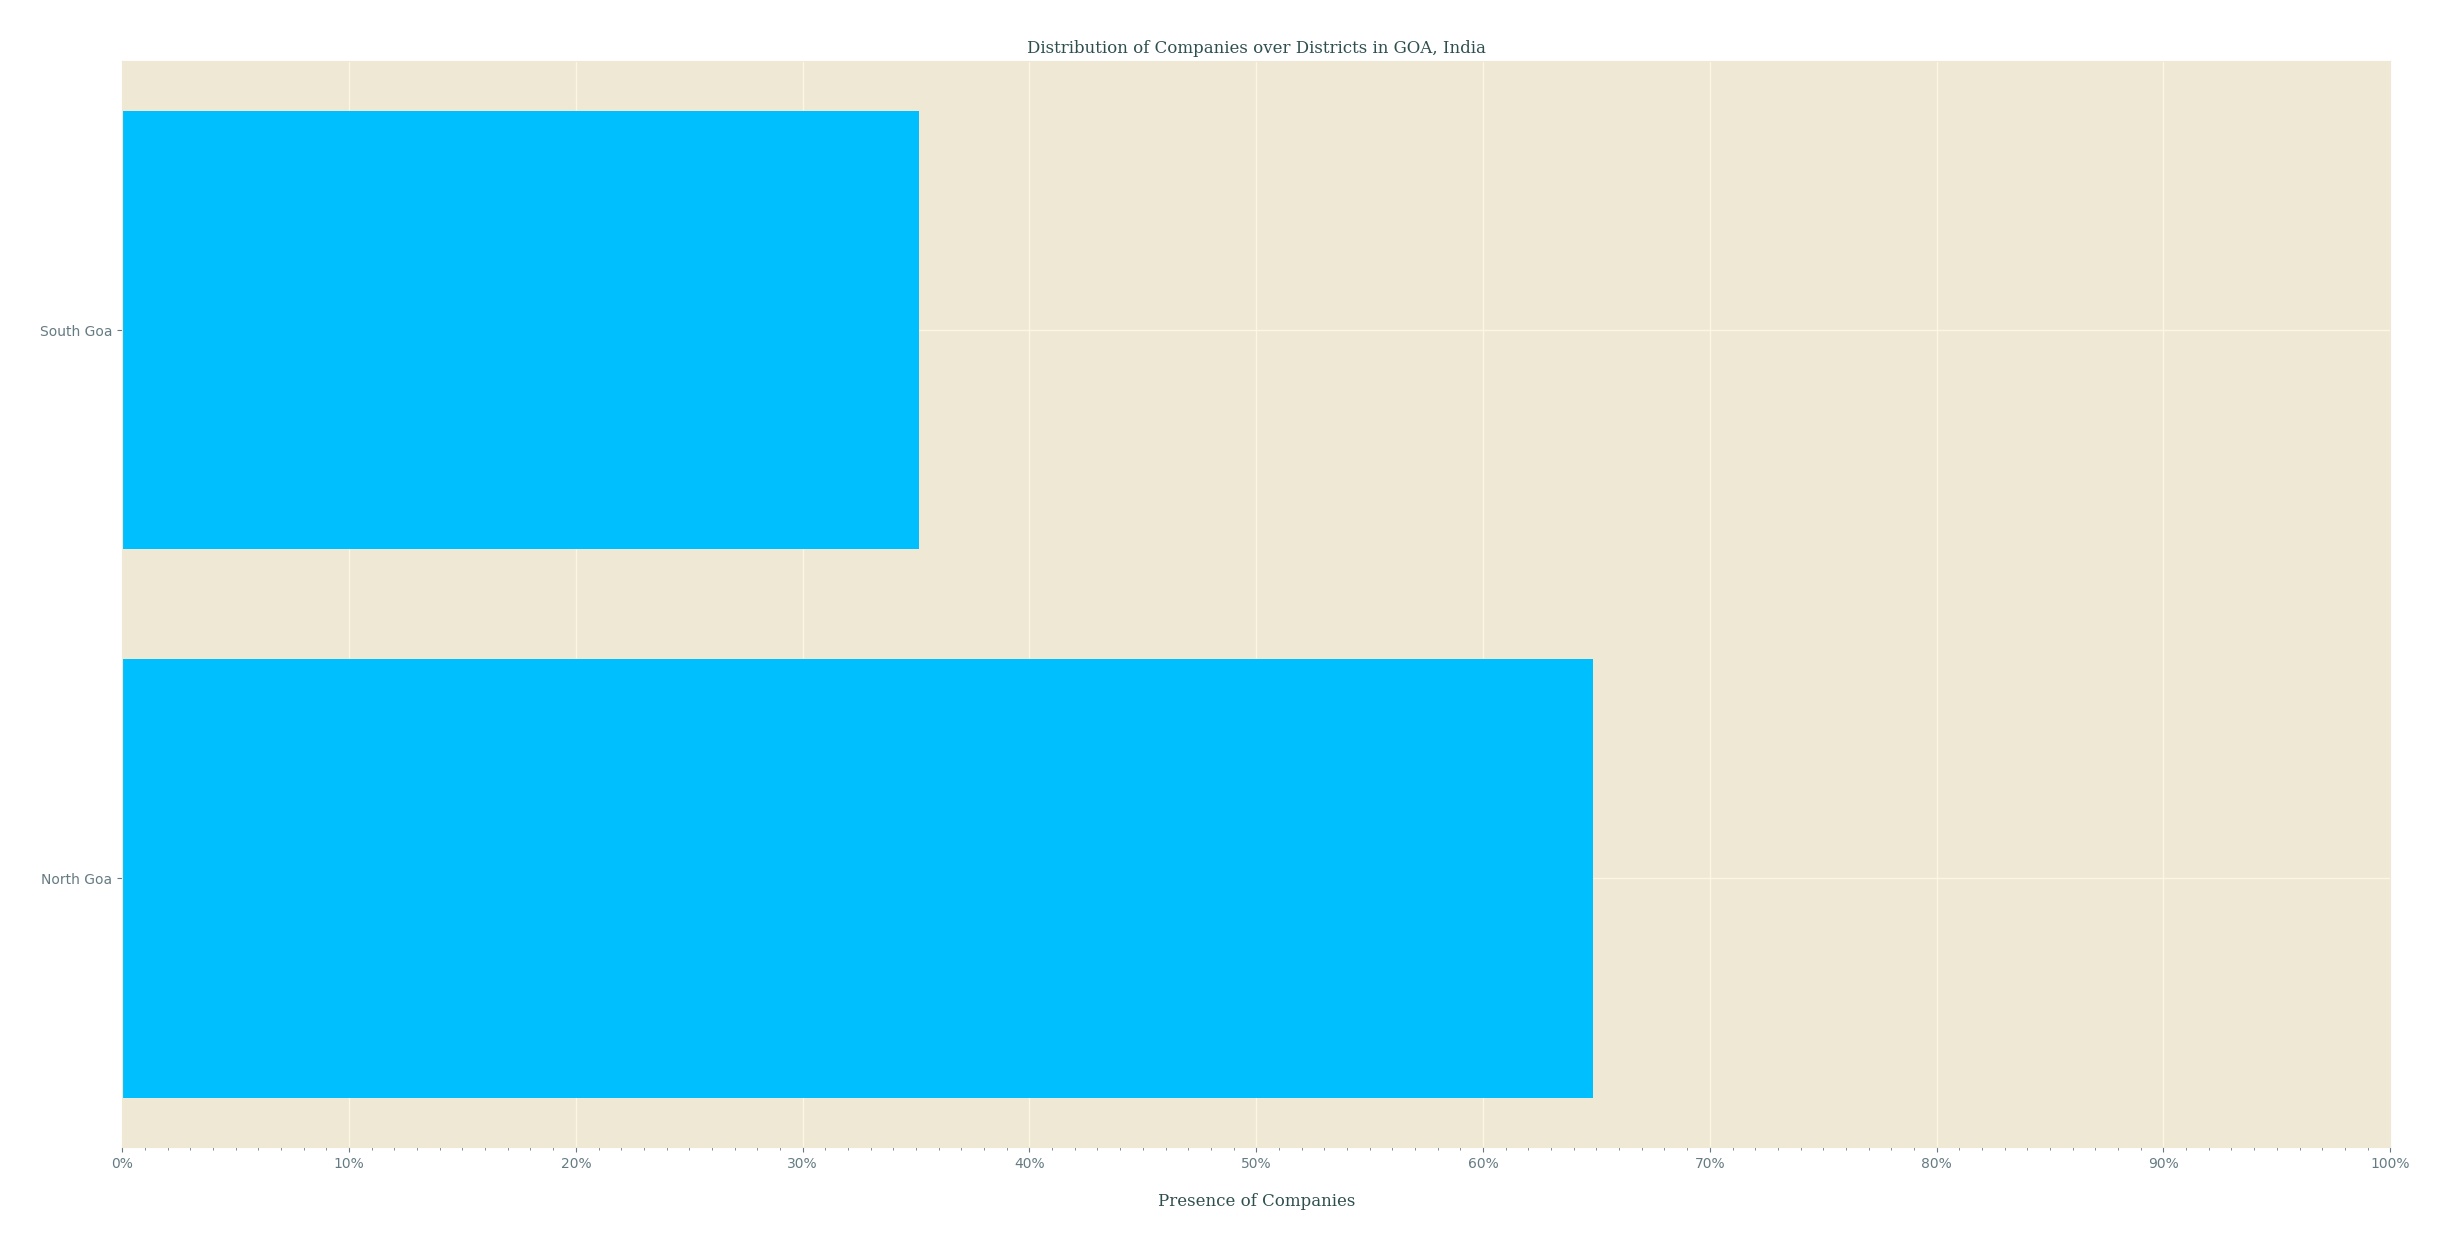 Distribution of Companies over Districts in GOA, India
South Goa
North Goa
0% 10% 20% 30% 40% 50% 60% 70% 80% 90% 100%
Presence of Companies